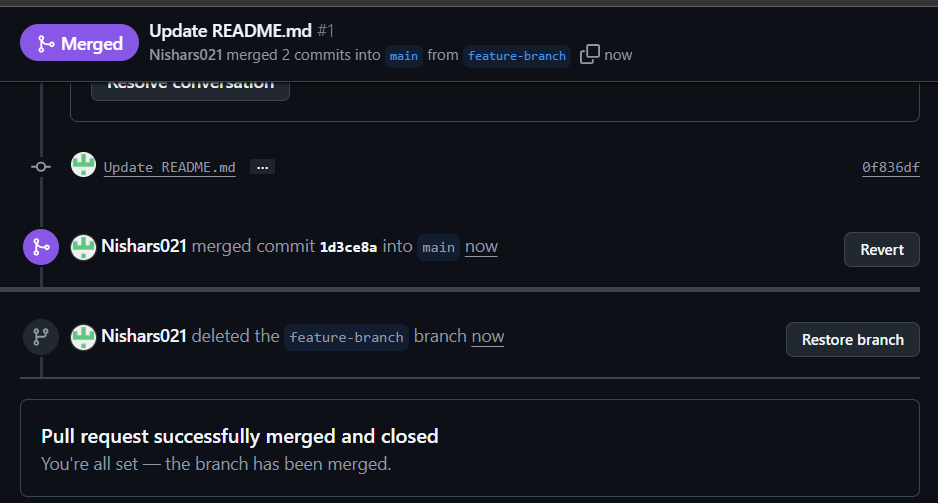 Merged
Update README.md #1
Nishars021 merged 2 commits into main from feature-branch now
Resolve conversation
Update README.md ... 0f836df
Nishars021 merged commit 1d3ce8a into main now
Revert
Nishars021 deleted the feature-branch branch now
Restore branch
Pull request successfully merged and closed
You're all set — the branch has been merged.